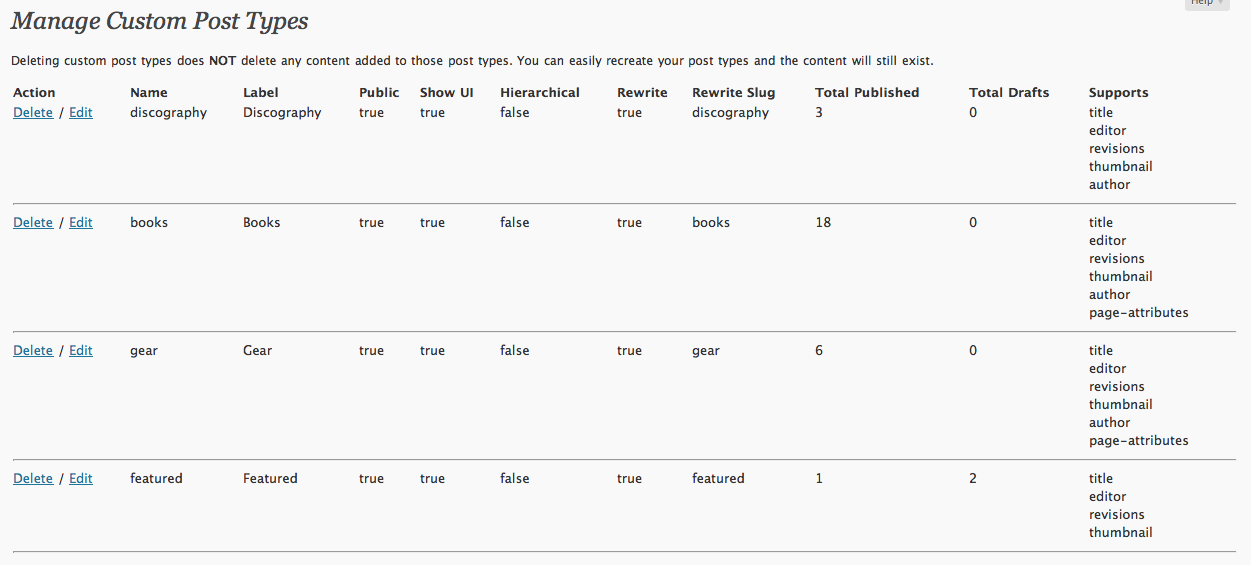 Help
Manage Custom Post Types
Deleting custom post types does NOT delete any content added to those post types. You can easily recreate your post types and the content will still exist.
Action Name Label Public Show UI Hierarchical Rewrite Rewrite Slug Total Published Total Drafts Supports
Delete / Edit discography Discography true true false true discography 3 0 title
editor
revisions
thumbnail
author
Delete / Edit books Books true true false true books 18 0 title
editor
revisions
thumbnail
author
page-attributes
Delete / Edit gear Gear true true false true gear 6 0 title
editor
revisions
thumbnail
author
page-attributes
Delete / Edit featured Featured true true false true featured 1 2 title
editor
revisions
thumbnail